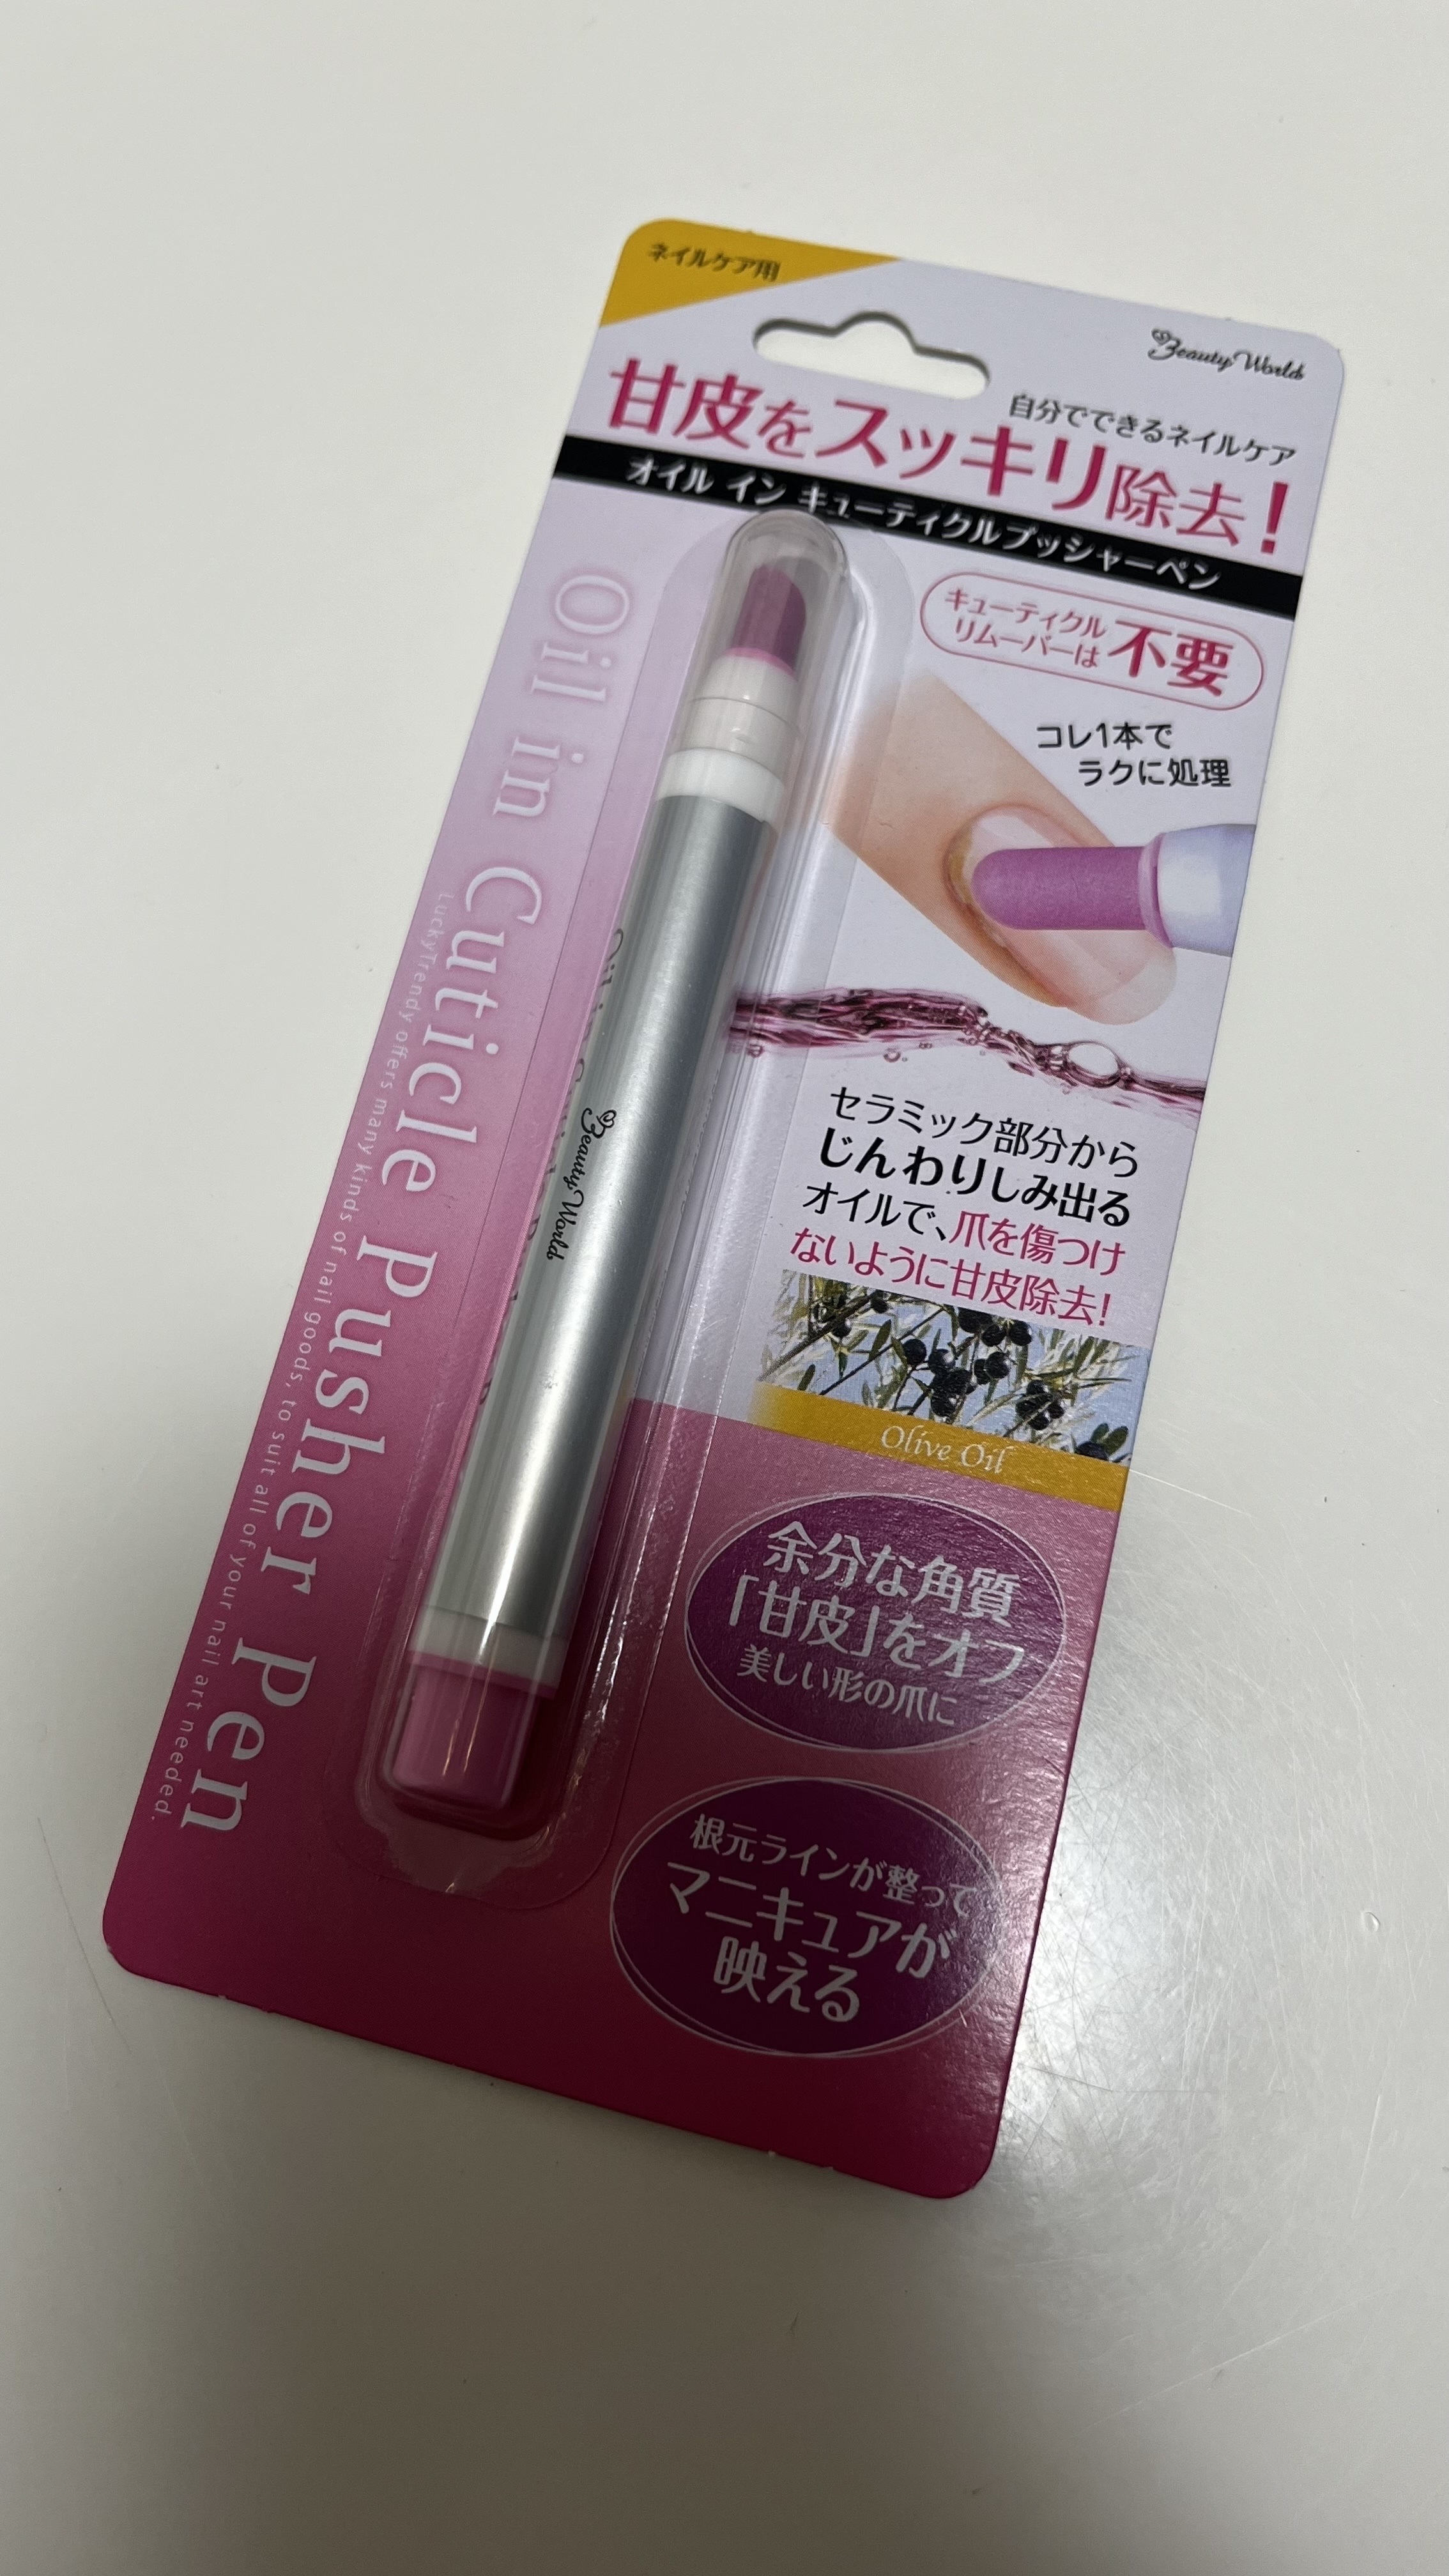 ネイルケア用
Beauty World
自分でできるネイルケア
甘皮をスッキリ除去!
オイル イン キューティクルプッシャーペン
キューティクル
リムーバーは
不要
コレ1本で
ラクに処理
Oil in Cuticle Pusher Pen
LuckyTrendy offers many kinds of nail goods, to suit all of your nail art needed.
Beauty World
セラミック部分から
じんわりしみ出る
オイルで、爪を傷つけ
ないように甘皮除去!
Olive Oil
余分な角質
「甘皮」をオフ
美しい形の爪に
根元ラインが整って
マニキュアが
映える